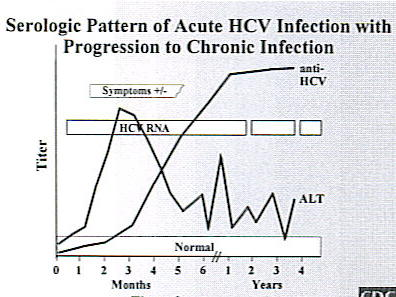 Serologic Pattern of Acute HCV Infection with
Progression to Chronic Infection
anti-
HCV
Symptoms +/-
HCV RNA
Titer
ALT
Normal
0 1 2 3 4 5 6 // 1 2 3 4
Months Years
CDC